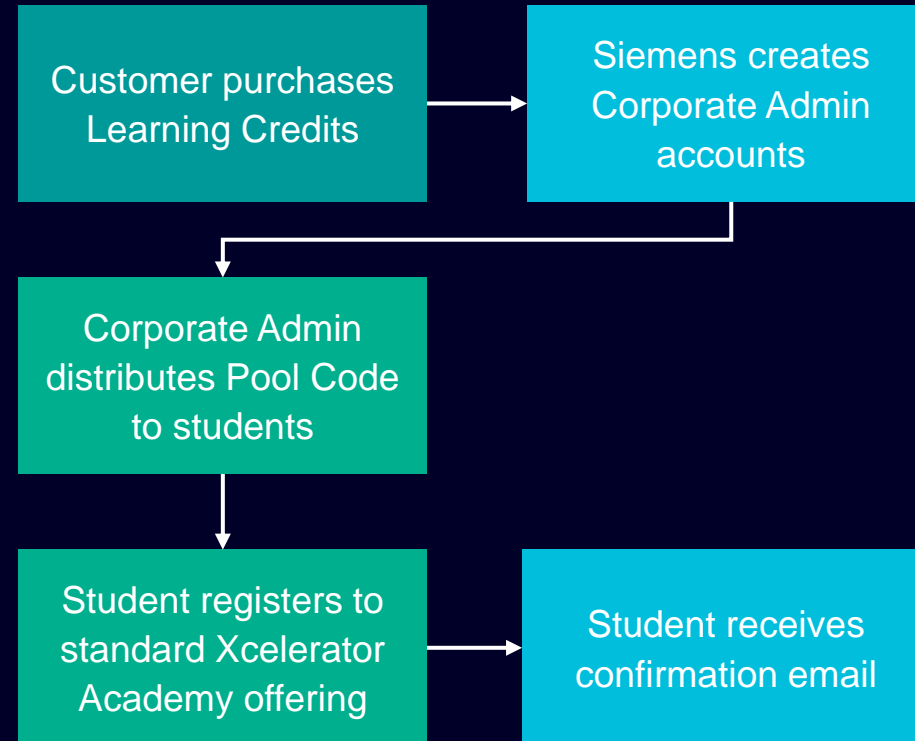 Customer purchases
Learning Credits
Siemens creates
Corporate Admin
accounts
Corporate Admin
distributes Pool Code
to students
Student registers to
standard Xcelerator
Academy offering
Student receives
confirmation email